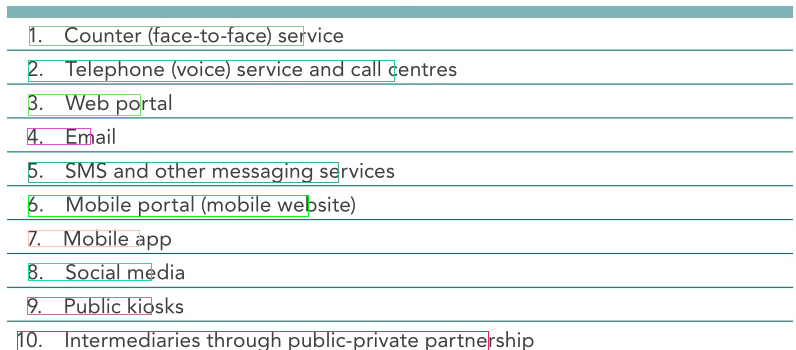 1. Counter (face-to-face) service
2. Telephone (voice) service and call centres
3. Web portal
4. Email
5. SMS and other messaging services
6. Mobile portal (mobile website)
7. Mobile app
8. Social media
9. Public kiosks
10. Intermediaries through public-private partnership